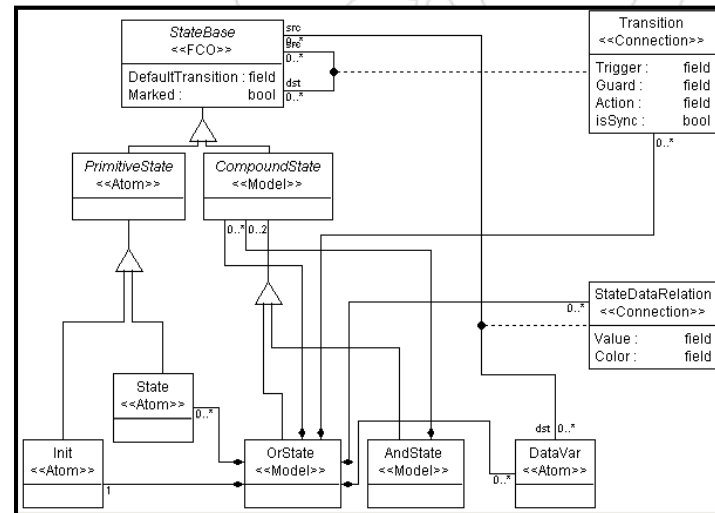 StateBase
<<FCO>>
DefaultTransition : field
Marked : bool
src
0..*
src
0..*
dst
0..*
Transition
<<Connection>>
Trigger : field
Guard : field
Action : field
isSync : bool
0..*
PrimitiveState
<<Atom>>
CompoundState
<<Model>>
0..* 0..2
StateDataRelation
<<Connection>>
Value : field
Color : field
0..*
State
<<Atom>>
0..*
Init
<<Atom>>
1
OrState
<<Model>>
AndState
<<Model>>
dst 0..*
DataVar
<<Atom>>
0..*